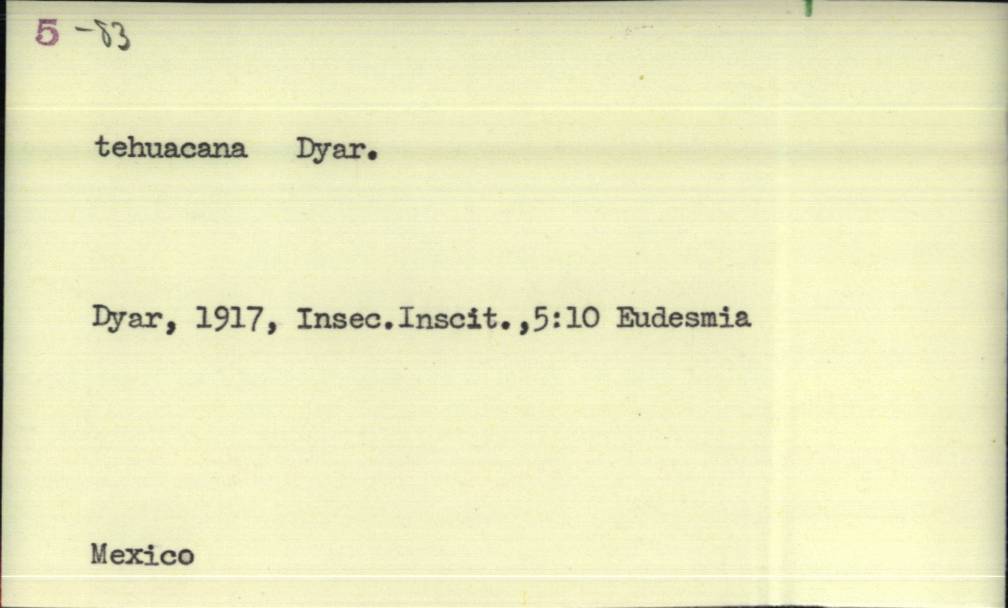 5 -83
tehuacana Dyar.
Dyar, 1917, Insec.Inscit.,5:10 Eudesmia
Mexico